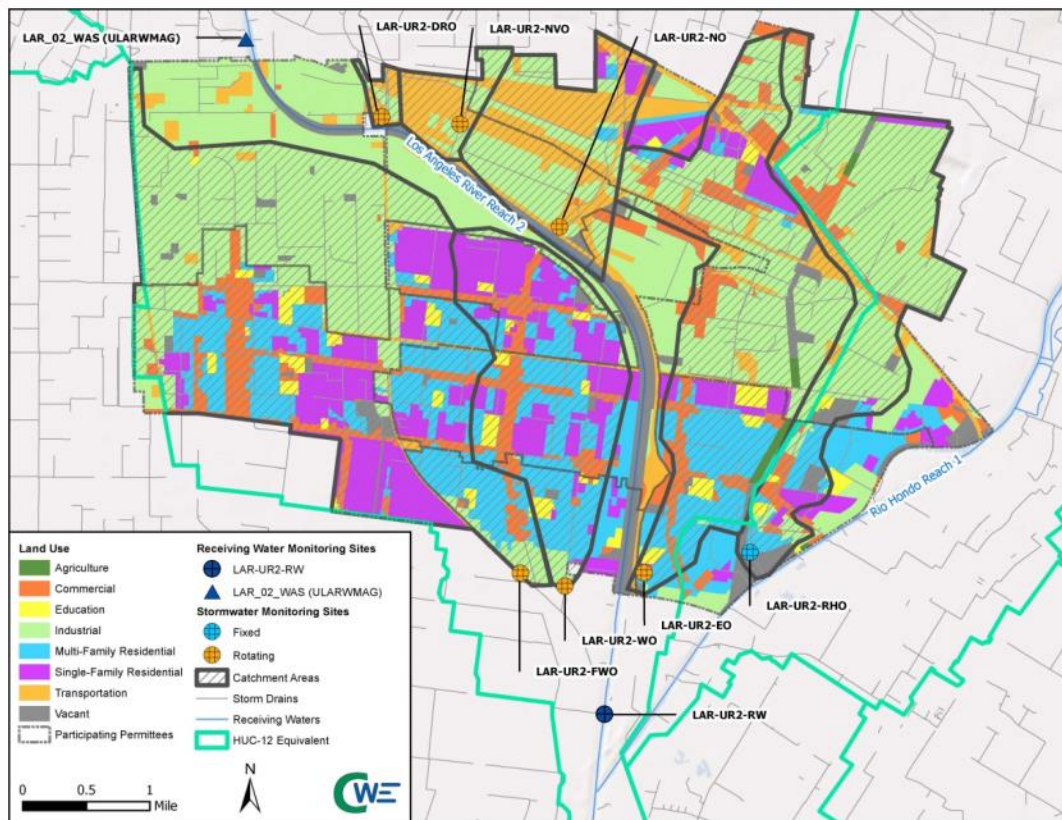 LAR-UR2-DRO
LAR-UR2-NVO
LAR-UR2-NO
LAR_02_WAS (ULARWMAG)
Los Angeles River Reach 2
Rio Hondo Reach 1
LAR-UR2-RHO
LAR-UR2-EO
LAR-UR2-WO
LAR-UR2-FWO
LAR-UR2-RW
Land Use
Agriculture
Commercial
Education
Industrial
Multi-Family Residential
Single-Family Residential
Transportation
Vacant
Participating Permittees
Receiving Water Monitoring Sites
LAR-UR2-RW
LAR_02_WAS (ULARWMAG)
Stormwater Monitoring Sites
Fixed
Rotating
Catchment Areas
Storm Drains
Receiving Waters
HUC-12 Equivalent
0 0.5 1
Mile
N
CWE